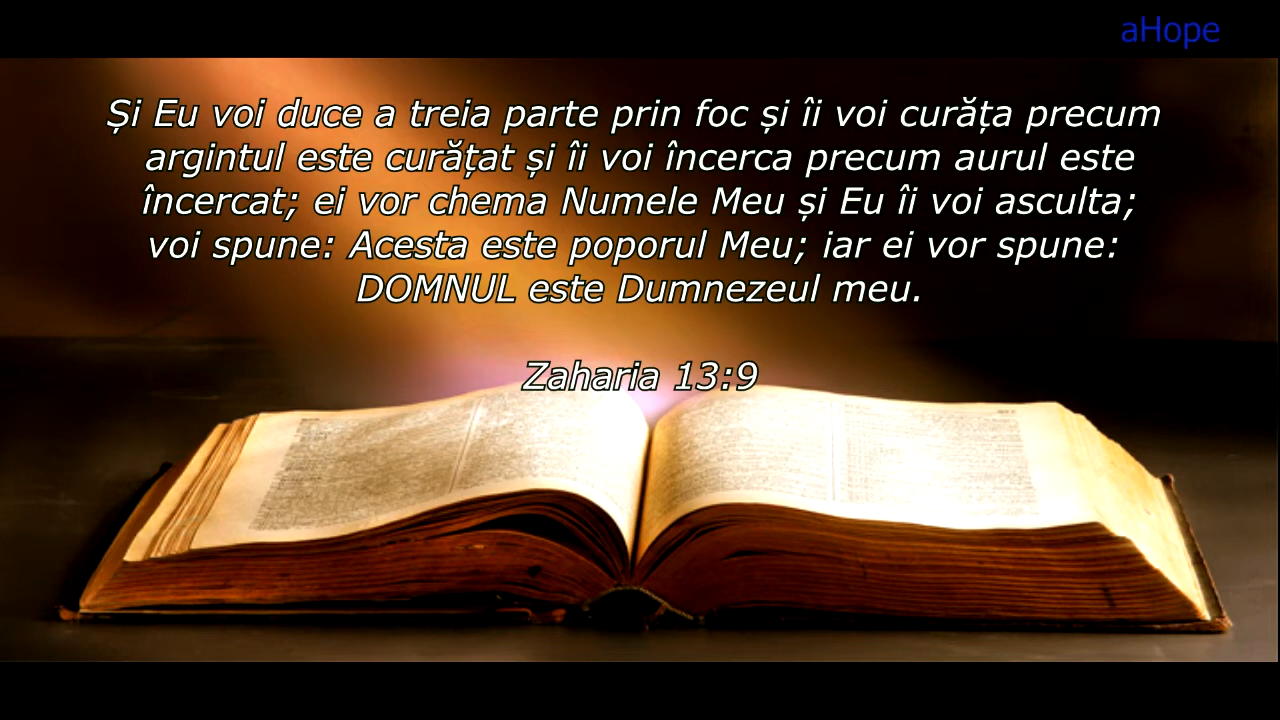 aHope
Și Eu voi duce a treia parte prin foc și îi voi curăța precum
argintul este curățat și îi voi încerca precum aurul este
încercat; ei vor chema Numele Meu și Eu îi voi asculta;
voi spune: Acesta este poporul Meu; iar ei vor spune:
DOMNUL este Dumnezeul meu.
Zaharia 13:9